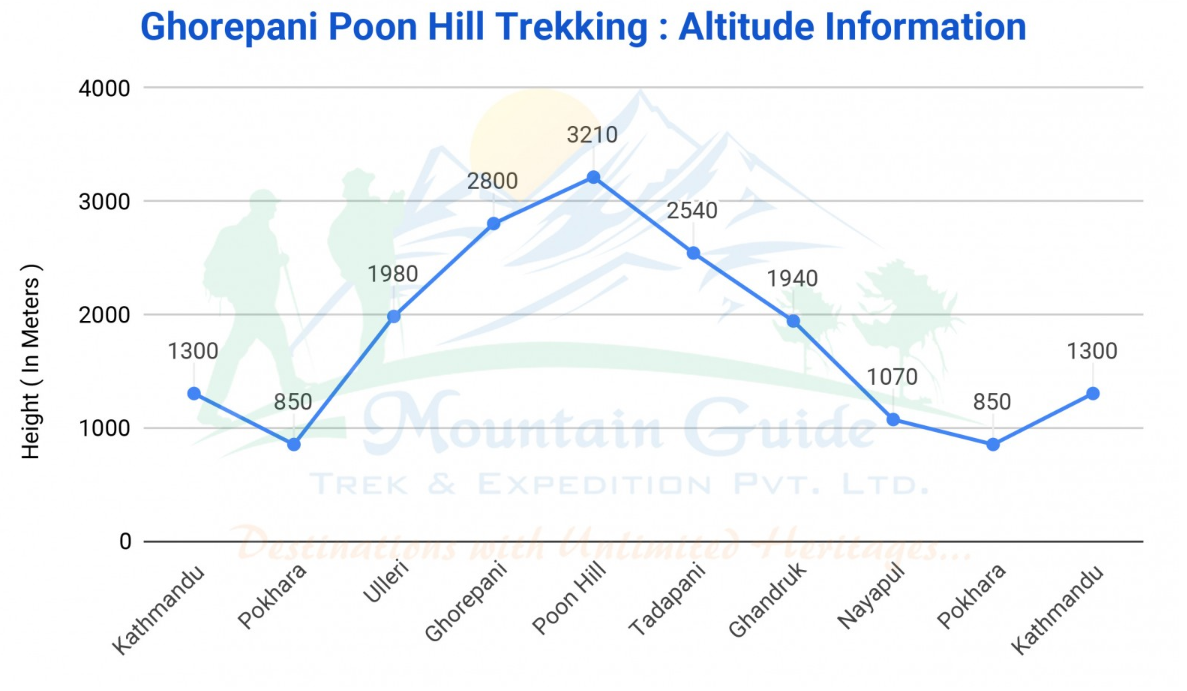 Ghorepani Poon Hill Trekking : Altitude Information
Height ( In Meters )
4000
3000
2000
1000
0
1300
850
1980
2800
3210
2540
1940
1070
850
1300
Mountain Guide
TREK & EXPEDITION PVT. LTD.
Destinations with Unlimited Heritages...
Kathmandu
Pokhara
Ulleri
Ghorepani
Poon Hill
Tadapani
Ghandruk
Nayapul
Pokhara
Kathmandu